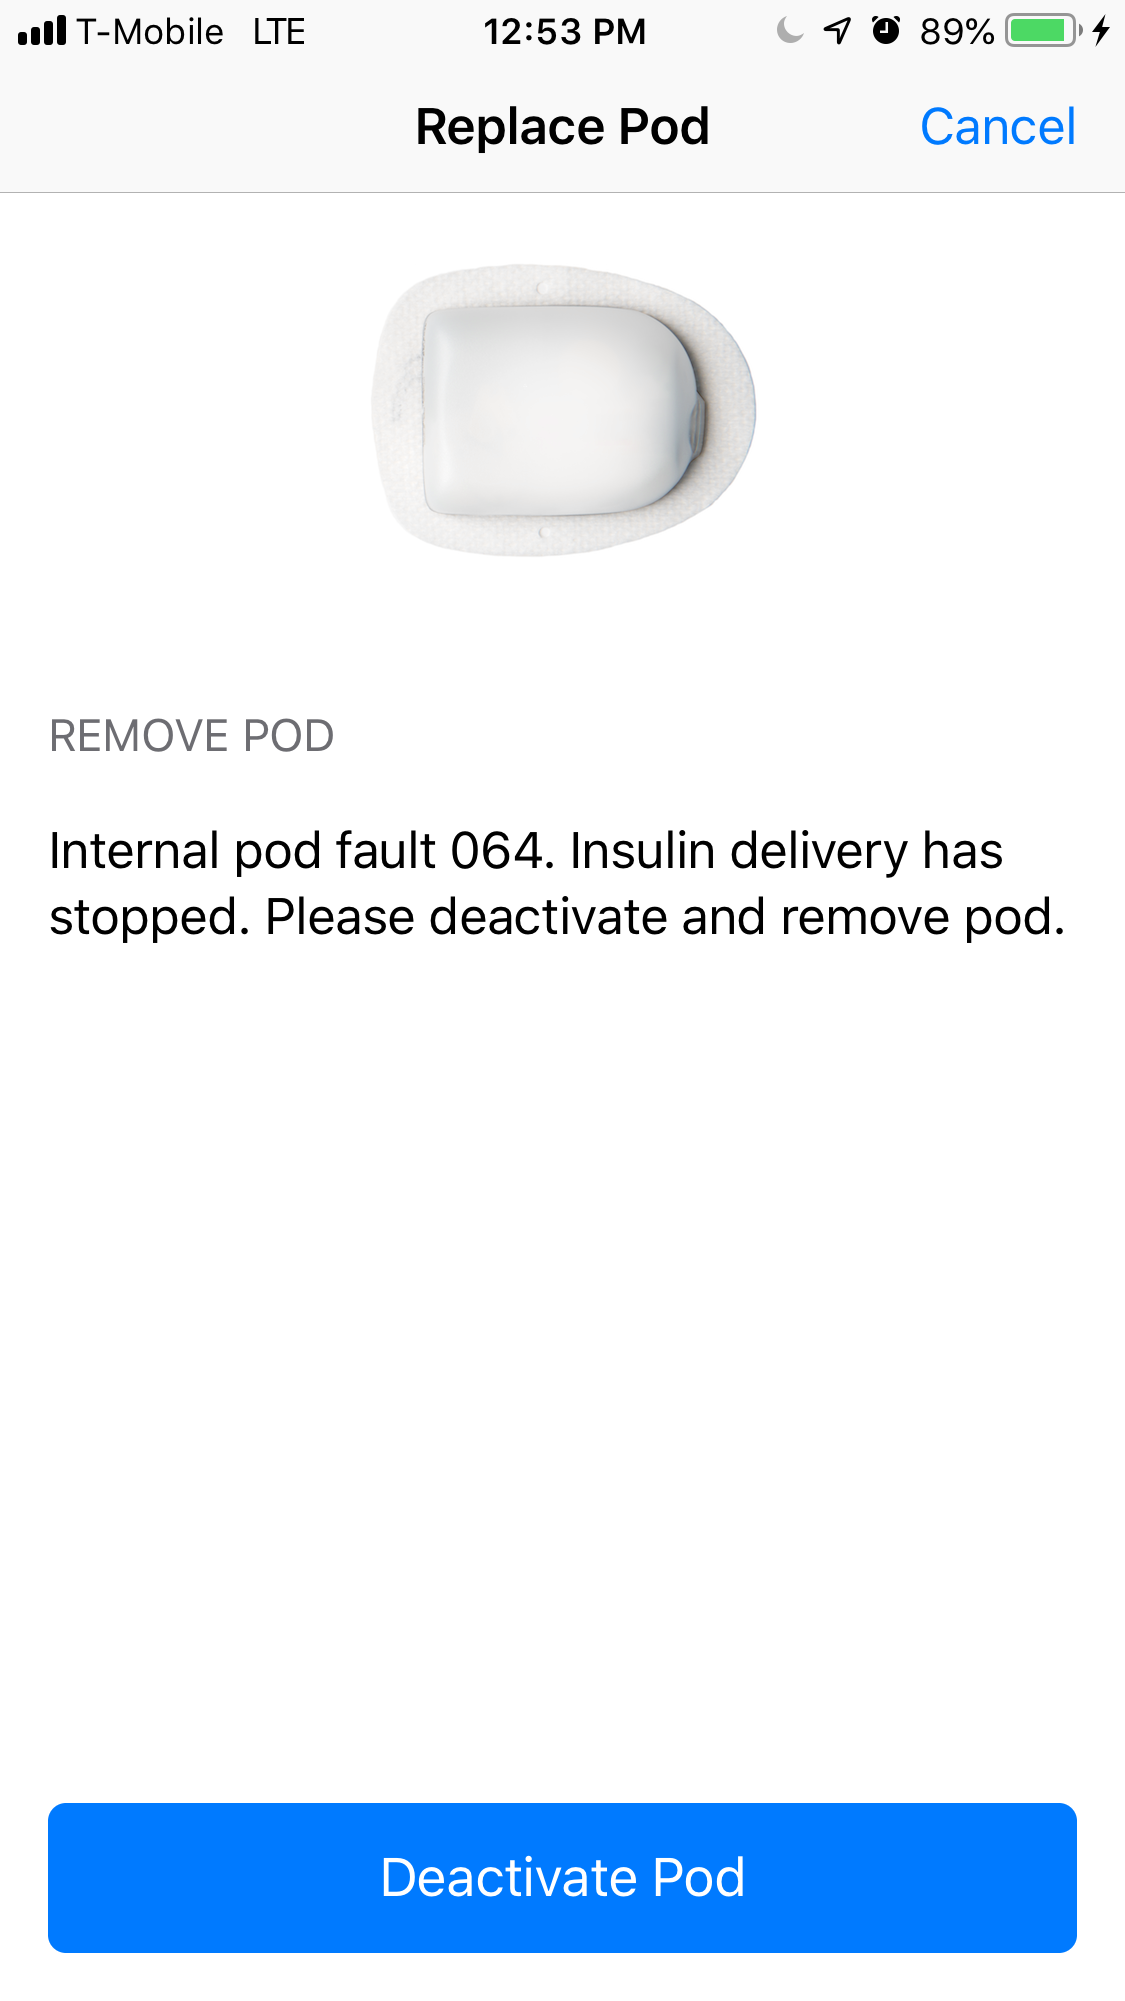 T-Mobile LTE 12:53 PM 89%
Replace Pod Cancel
REMOVE POD
Internal pod fault 064. Insulin delivery has
stopped. Please deactivate and remove pod.
Deactivate Pod